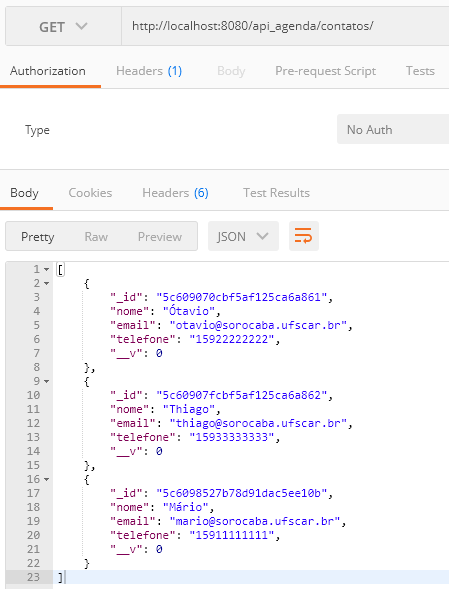 GET http://localhost:8080/api_agenda/contatos/
Authorization Headers (1) Body Pre-request Script Tests
Type No Auth
Body Cookies Headers (6) Test Results
Pretty Raw Preview JSON
1 [
2 {
3 "_id": "5c609070cbf5af125ca6a861",
4 "nome": "Ótavio",
5 "email": "otavio@sorocaba.ufscar.br",
6 "telefone": "15922222222",
7 "__v": 0
8 },
9 {
10 "_id": "5c60907fcbf5af125ca6a862",
11 "nome": "Thiago",
12 "email": "thiago@sorocaba.ufscar.br",
13 "telefone": "15933333333",
14 "__v": 0
15 },
16 {
17 "_id": "5c6098527b78d91dac5ee10b",
18 "nome": "Mário",
19 "email": "mario@sorocaba.ufscar.br",
20 "telefone": "15911111111",
21 "__v": 0
22 }
23 ]